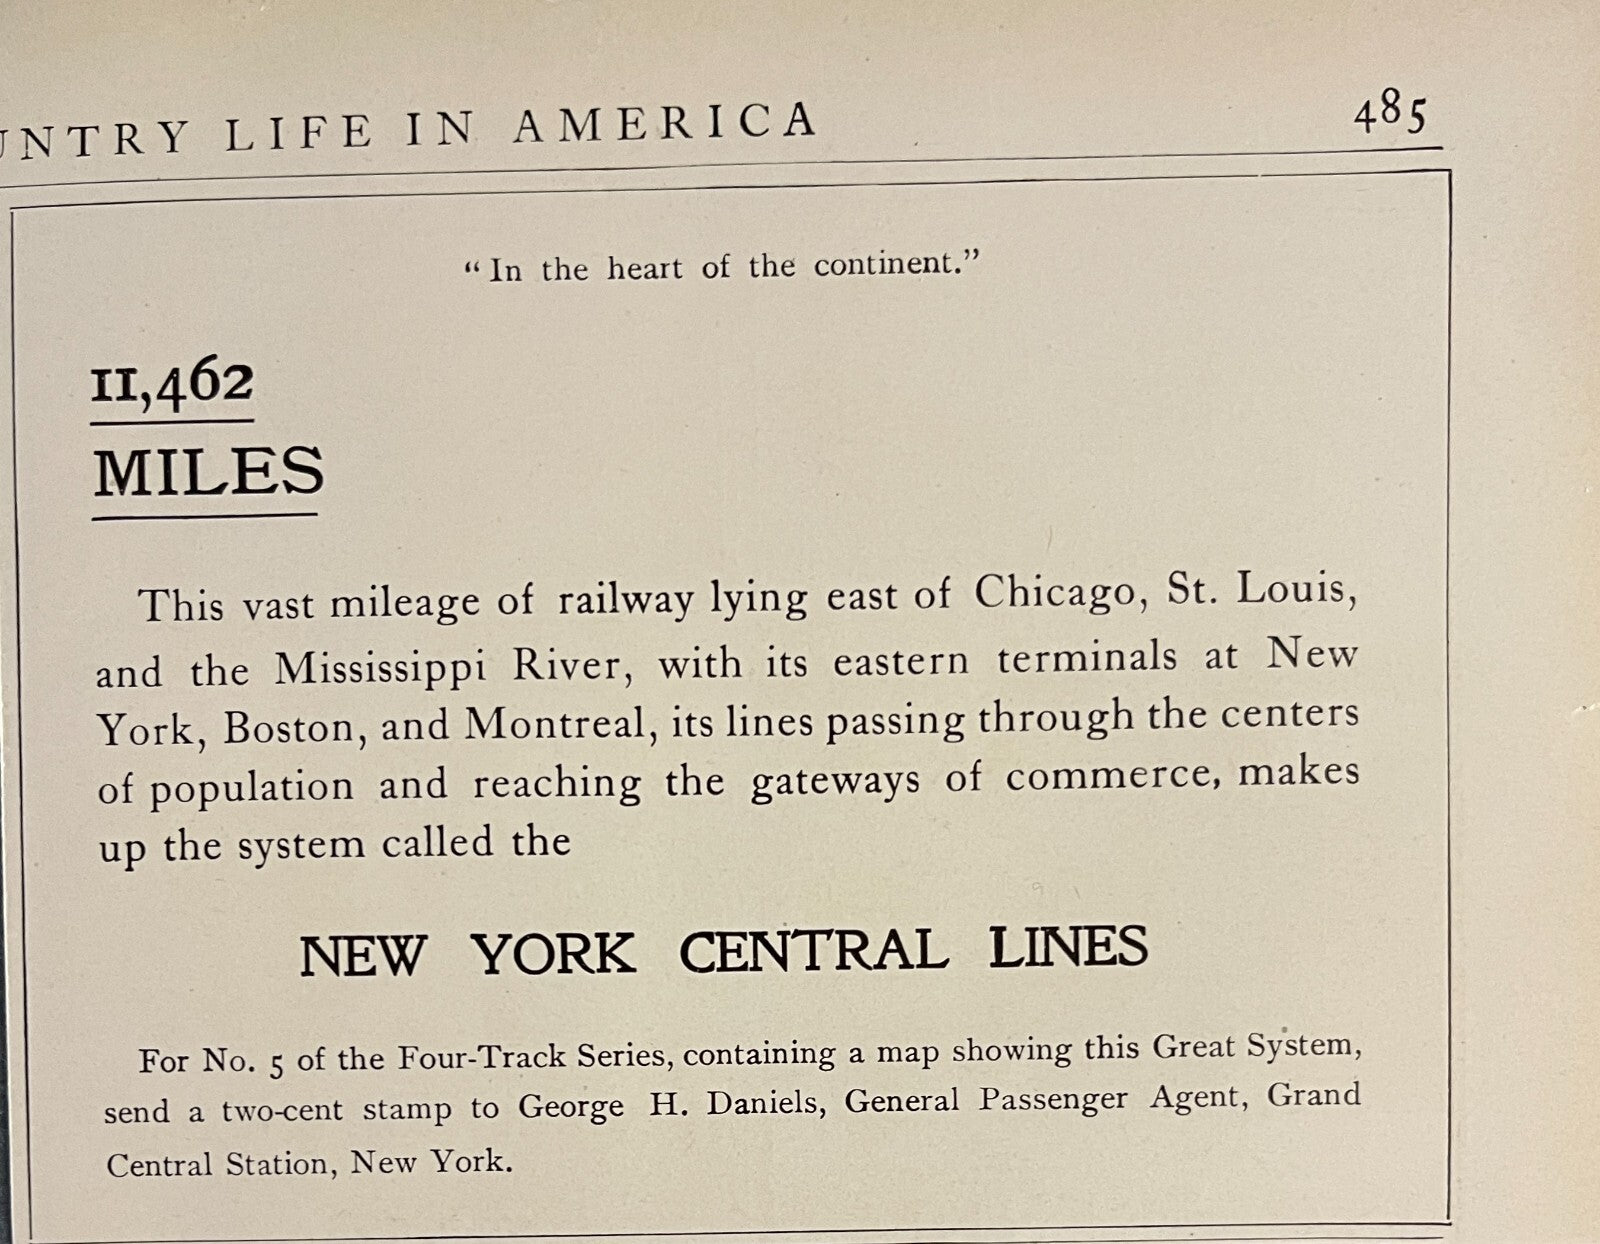 UNTRY LIFE IN AMERICA 485
“In the heart of the continent.”
11,462
MILES
This vast mileage of railway lying east of Chicago, St. Louis,
and the Mississippi River, with its eastern terminals at New
York, Boston, and Montreal, its lines passing through the centers
of population and reaching the gateways of commerce, makes
up the system called the
NEW YORK CENTRAL LINES
For No. 5 of the Four-Track Series, containing a map showing this Great System,
send a two-cent stamp to George H. Daniels, General Passenger Agent, Grand
Central Station, New York.